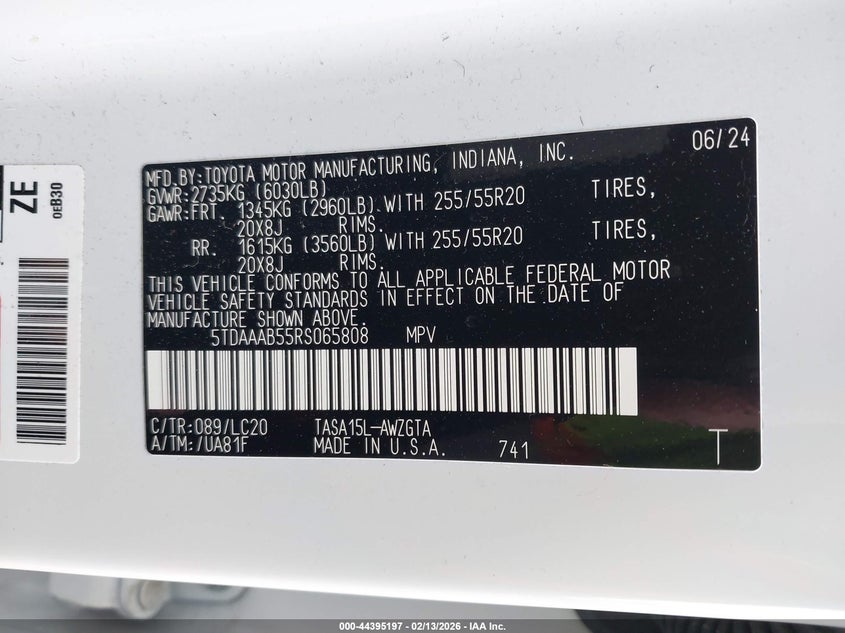 MFD.BY:TOYOTA MOTOR MANUFACTURING, INDIANA, INC. 06/24
GVWR:2735KG (6030LB)
GAWR:FRT. 1345KG (2960LB) WITH 255/55R20 TIRES,
20X8J RIMS.
RR. 1615KG (3560LB) WITH 255/55R20 TIRES,
20X8J RIMS.
THIS VEHICLE CONFORMS TO ALL APPLICABLE FEDERAL MOTOR
VEHICLE SAFETY STANDARDS IN EFFECT ON THE DATE OF
MANUFACTURE SHOWN ABOVE.
5TDAAAB55RS065808 MPV
C/TR:089/LC20 TASA15L-AWZGTA
A/TM:/UA81F MADE IN U.S.A. 741 T
ZE
0EB30
000-44395197 - 02/13/2026 - IAA Inc.